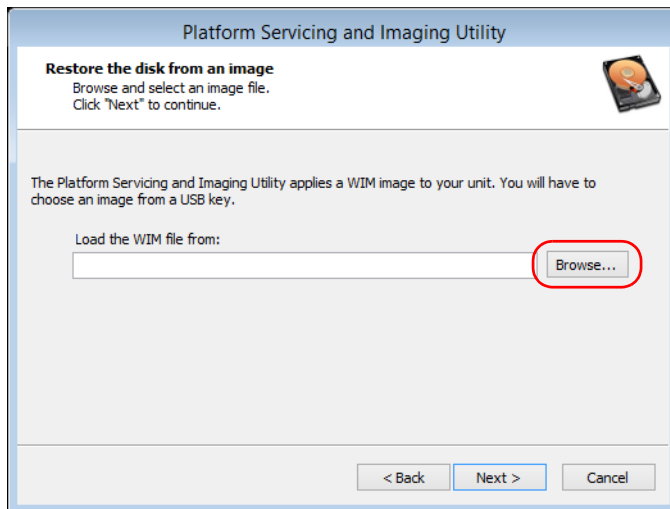 Platform Servicing and Imaging Utility
Restore the disk from an image
Browse and select an image file.
Click "Next" to continue.
The Platform Servicing and Imaging Utility applies a WIM image to your unit. You will have to
choose an image from a USB key.
Load the WIM file from:
Browse...
< Back Next > Cancel